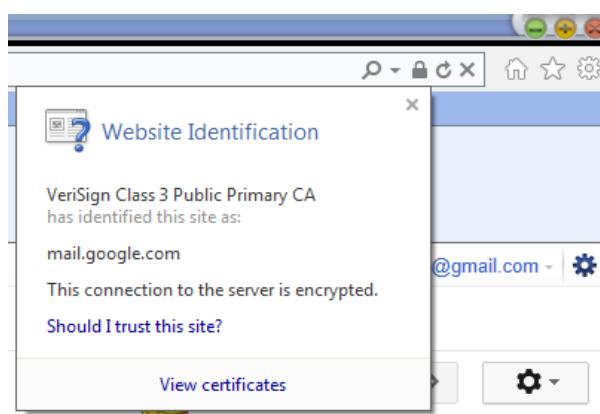 Website Identification
VeriSign Class 3 Public Primary CA
has identified this site as:
mail.google.com
@gmail.com
This connection to the server is encrypted.
Should I trust this site?
View certificates